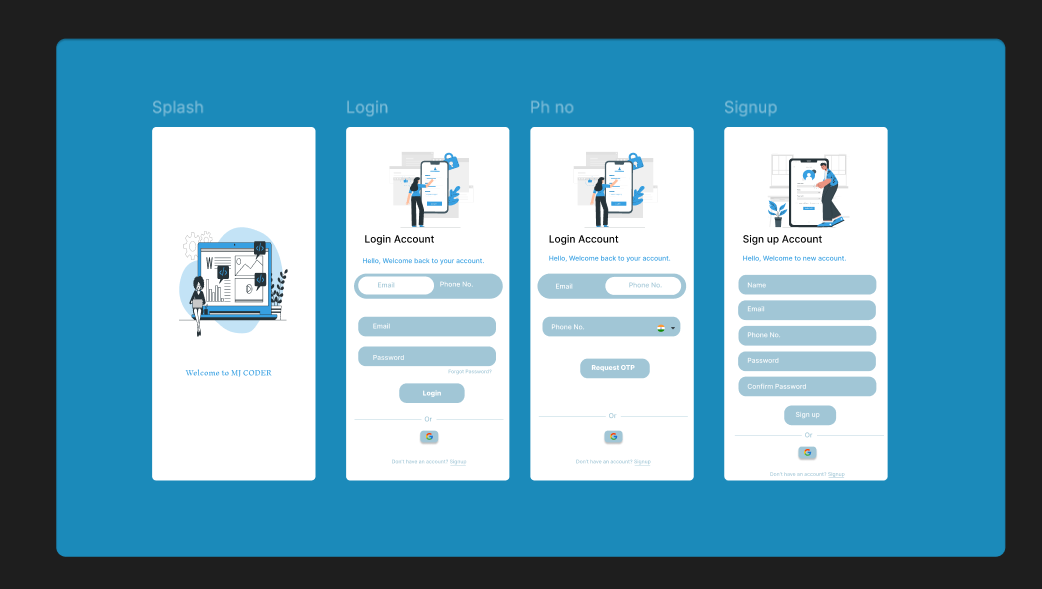 Splash
Welcome to MJ CODER
Login
Login Account
Hello, Welcome back to your account.
Email
Phone No.
Email
Password
Forgot Password?
Login
Or
Don't have an account? Signup
Ph no
Login Account
Hello, Welcome back to your account.
Email
Phone No.
Phone No.
Request OTP
Or
Don't have an account? Signup
Signup
Sign up Account
Hello, Welcome to new account.
Name
Email
Phone No.
Password
Confirm Password
Sign up
Or
Don't have an account? Signup